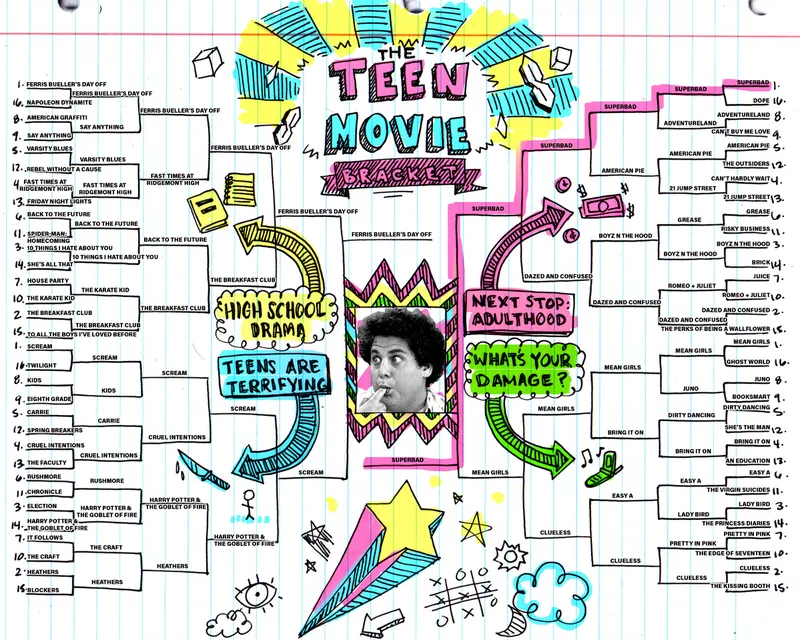 THE
TEEN
MOVIE
BRACKET
1. FERRIS BUELLER'S DAY OFF
16. NAPOLEON DYNAMITE
8. AMERICAN GRAFFITI
9. SAY ANYTHING
5. VARSITY BLUES
12. REBEL WITHOUT A CAUSE
4. FAST TIMES AT
RIDGEMONT HIGH
13. FRIDAY NIGHT LIGHTS
6. BACK TO THE FUTURE
11. SPIDER-MAN:
HOMECOMING
3. 10 THINGS I HATE ABOUT YOU
14. SHE'S ALL THAT
7. HOUSE PARTY
10. THE KARATE KID
2. THE BREAKFAST CLUB
15. TO ALL THE BOYS I'VE LOVED BEFORE
FERRIS BUELLER'S DAY OFF
SAY ANYTHING
VARSITY BLUES
FAST TIMES AT
RIDGEMONT HIGH
BACK TO THE FUTURE
10 THINGS I HATE ABOUT YOU
THE KARATE KID
THE BREAKFAST CLUB
FERRIS BUELLER'S DAY OFF
FAST TIMES AT
RIDGEMONT HIGH
BACK TO THE FUTURE
THE BREAKFAST CLUB
FERRIS BUELLER'S DAY OFF
THE BREAKFAST CLUB
FERRIS BUELLER'S DAY OFF
FERRIS BUELLER'S DAY OFF
HIGH SCHOOL
DRAMA
TEENS ARE
TERRIFYING
1. SCREAM
16. TWILIGHT
8. KIDS
9. EIGHTH GRADE
5. CARRIE
12. SPRING BREAKERS
4. CRUEL INTENTIONS
13. THE FACULTY
6. RUSHMORE
11. CHRONICLE
3. ELECTION
14. HARRY POTTER &
THE GOBLET OF FIRE
7. IT FOLLOWS
10. THE CRAFT
2. HEATHERS
15. BLOCKERS
SCREAM
KIDS
CARRIE
CRUEL INTENTIONS
RUSHMORE
HARRY POTTER &
THE GOBLET OF FIRE
THE CRAFT
HEATHERS
SCREAM
CRUEL INTENTIONS
HARRY POTTER &
THE GOBLET OF FIRE
HEATHERS
SCREAM
HARRY POTTER &
THE GOBLET OF FIRE
SCREAM
SUPERBAD
SUPERBAD 1.
DOPE 16.
ADVENTURELAND 8.
CAN'T BUY ME LOVE 9.
AMERICAN PIE 5.
THE OUTSIDERS 12.
CAN'T HARDLY WAIT 4.
21 JUMP STREET 13.
GREASE 6.
RISKY BUSINESS 11.
BOYZ N THE HOOD 3.
BRICK 14.
JUICE 7.
ROMEO + JULIET 10.
DAZED AND CONFUSED 2.
THE PERKS OF BEING A WALLFLOWER 15.
SUPERBAD
ADVENTURELAND
AMERICAN PIE
21 JUMP STREET
GREASE
BOYZ N THE HOOD
ROMEO + JULIET
DAZED AND CONFUSED
SUPERBAD
AMERICAN PIE
BOYZ N THE HOOD
DAZED AND CONFUSED
SUPERBAD
DAZED AND CONFUSED
SUPERBAD
NEXT STOP:
ADULTHOOD
WHAT'S YOUR
DAMAGE?
MEAN GIRLS 1.
GHOST WORLD 16.
JUNO 8.
BOOKSMART 9.
DIRTY DANCING 5.
SHE'S THE MAN 12.
BRING IT ON 4.
AN EDUCATION 13.
EASY A 6.
THE VIRGIN SUICIDES 11.
LADY BIRD 3.
THE PRINCESS DIARIES 14.
PRETTY IN PINK 7.
THE EDGE OF SEVENTEEN 10.
CLUELESS 2.
THE KISSING BOOTH 15.
MEAN GIRLS
JUNO
DIRTY DANCING
BRING IT ON
EASY A
LADY BIRD
PRETTY IN PINK
CLUELESS
MEAN GIRLS
BRING IT ON
EASY A
CLUELESS
MEAN GIRLS
CLUELESS
MEAN GIRLS